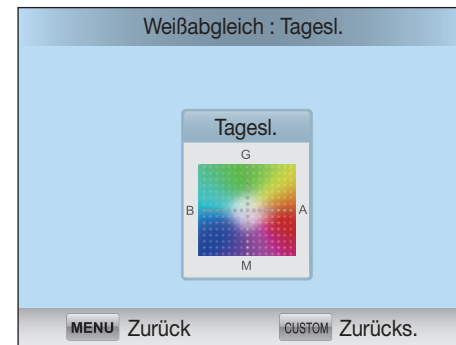 Weißabgleich : Tagesl.
Tagesl.
G
B A
M
MENU Zurück CUSTOM Zurücks.